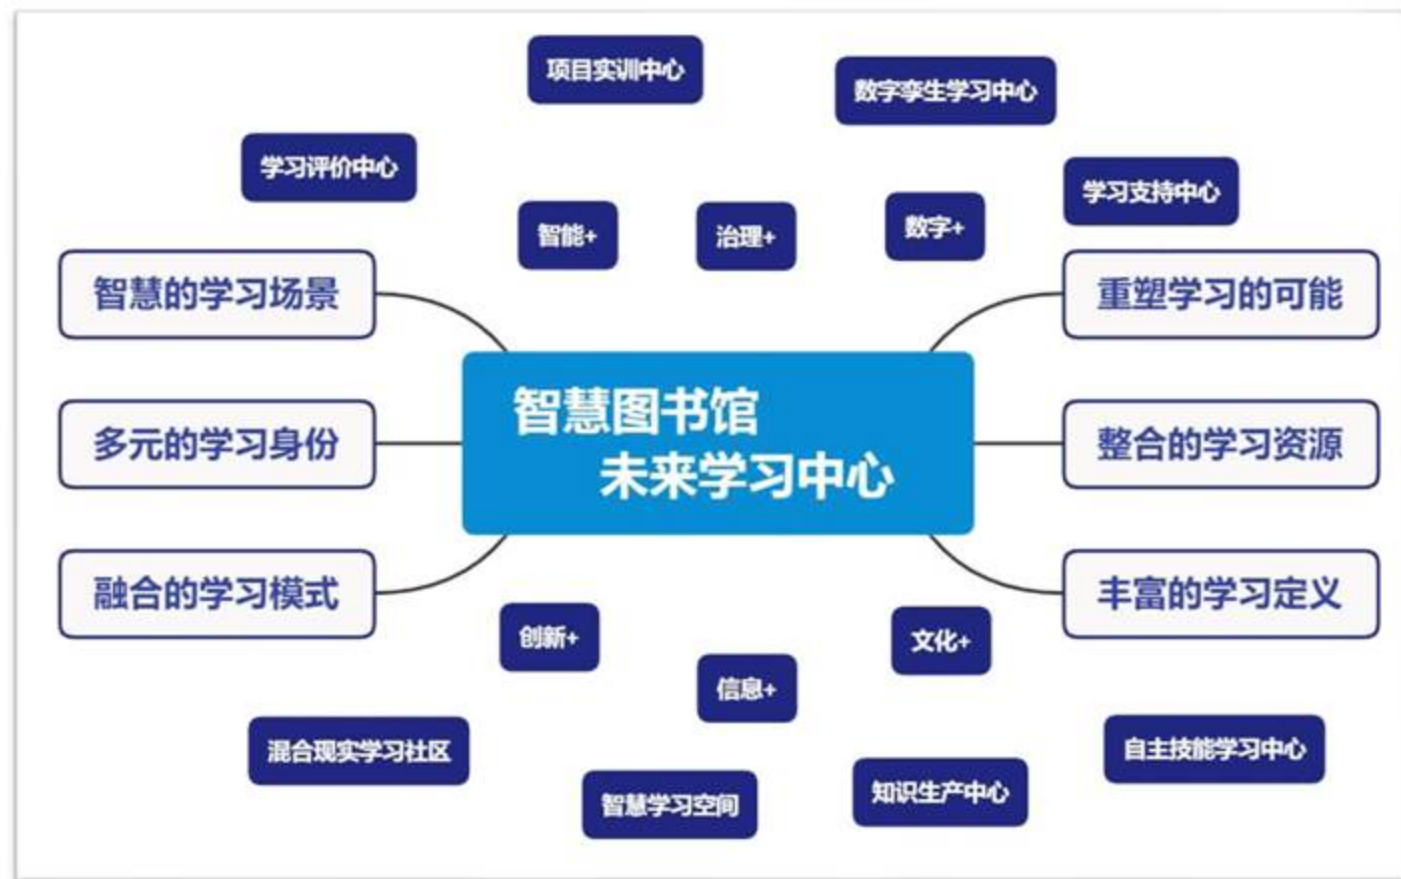 项目实训中心
数字孪生学习中心
学习评价中心
学习支持中心
智能+
治理+
数字+
智慧的学习场景
重塑学习的可能
智慧图书馆
未来学习中心
多元的学习身份
整合的学习资源
融合的学习模式
丰富的学习定义
创新+
文化+
信息+
混合现实学习社区
自主技能学习中心
智慧学习空间
知识生产中心